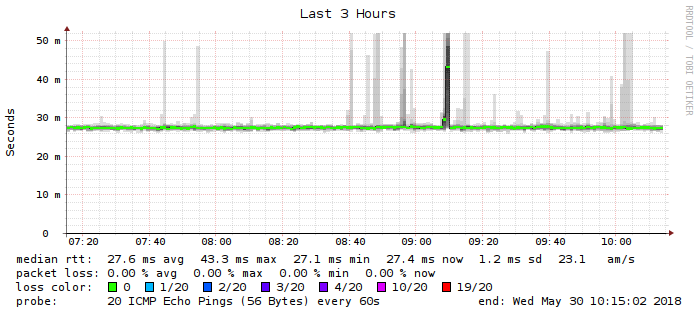 Last 3 Hours
RRDTOOL / TOBI OETIKER
Seconds
50 m
40 m
30 m
20 m
10 m
0
07:20 07:40 08:00 08:20 08:40 09:00 09:20 09:40 10:00
median rtt: 27.6 ms avg 43.3 ms max 27.1 ms min 27.4 ms now 1.2 ms sd 23.1 am/s
packet loss: 0.00 % avg 0.00 % max 0.00 % min 0.00 % now
loss color: 0 1/20 2/20 3/20 4/20 10/20 19/20
probe: 20 ICMP Echo Pings (56 Bytes) every 60s end: Wed May 30 10:15:02 2018